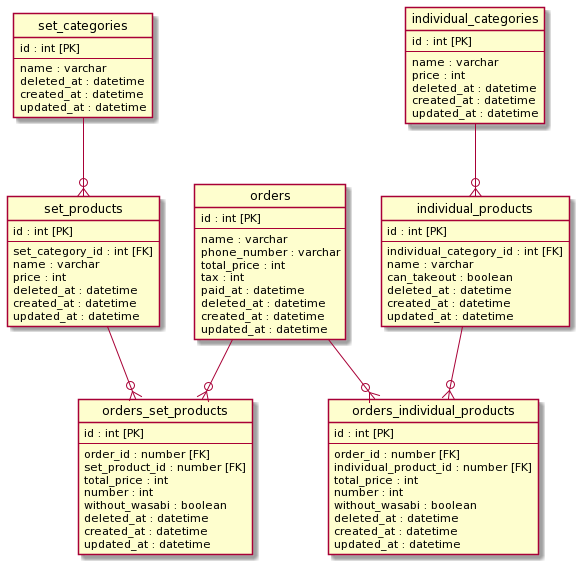 set_categories
id : int [PK]
name : varchar
deleted_at : datetime
created_at : datetime
updated_at : datetime
individual_categories
id : int [PK]
name : varchar
price : int
deleted_at : datetime
created_at : datetime
updated_at : datetime
set_products
id : int [PK]
set_category_id : int [FK]
name : varchar
price : int
deleted_at : datetime
created_at : datetime
updated_at : datetime
orders
id : int [PK]
name : varchar
phone_number : varchar
total_price : int
tax : int
paid_at : datetime
deleted_at : datetime
created_at : datetime
updated_at : datetime
individual_products
id : int [PK]
individual_category_id : int [FK]
name : varchar
can_takeout : boolean
deleted_at : datetime
created_at : datetime
updated_at : datetime
orders_set_products
id : int [PK]
order_id : number [FK]
set_product_id : number [FK]
total_price : int
number : int
without_wasabi : boolean
deleted_at : datetime
created_at : datetime
updated_at : datetime
orders_individual_products
id : int [PK]
order_id : number [FK]
individual_product_id : number [FK]
total_price : int
number : int
without_wasabi : boolean
deleted_at : datetime
created_at : datetime
updated_at : datetime